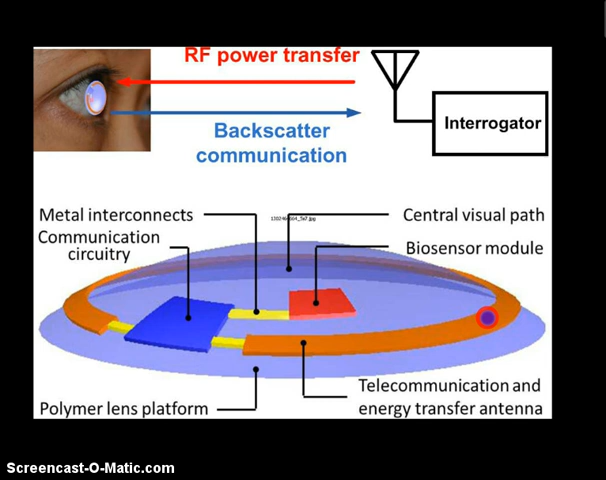 RF power transfer
Backscatter
communication
Interrogator
Metal interconnects
Communication
circuitry
Central visual path
Biosensor module
Polymer lens platform
Telecommunication and
energy transfer antenna
Screencast-O-Matic.com